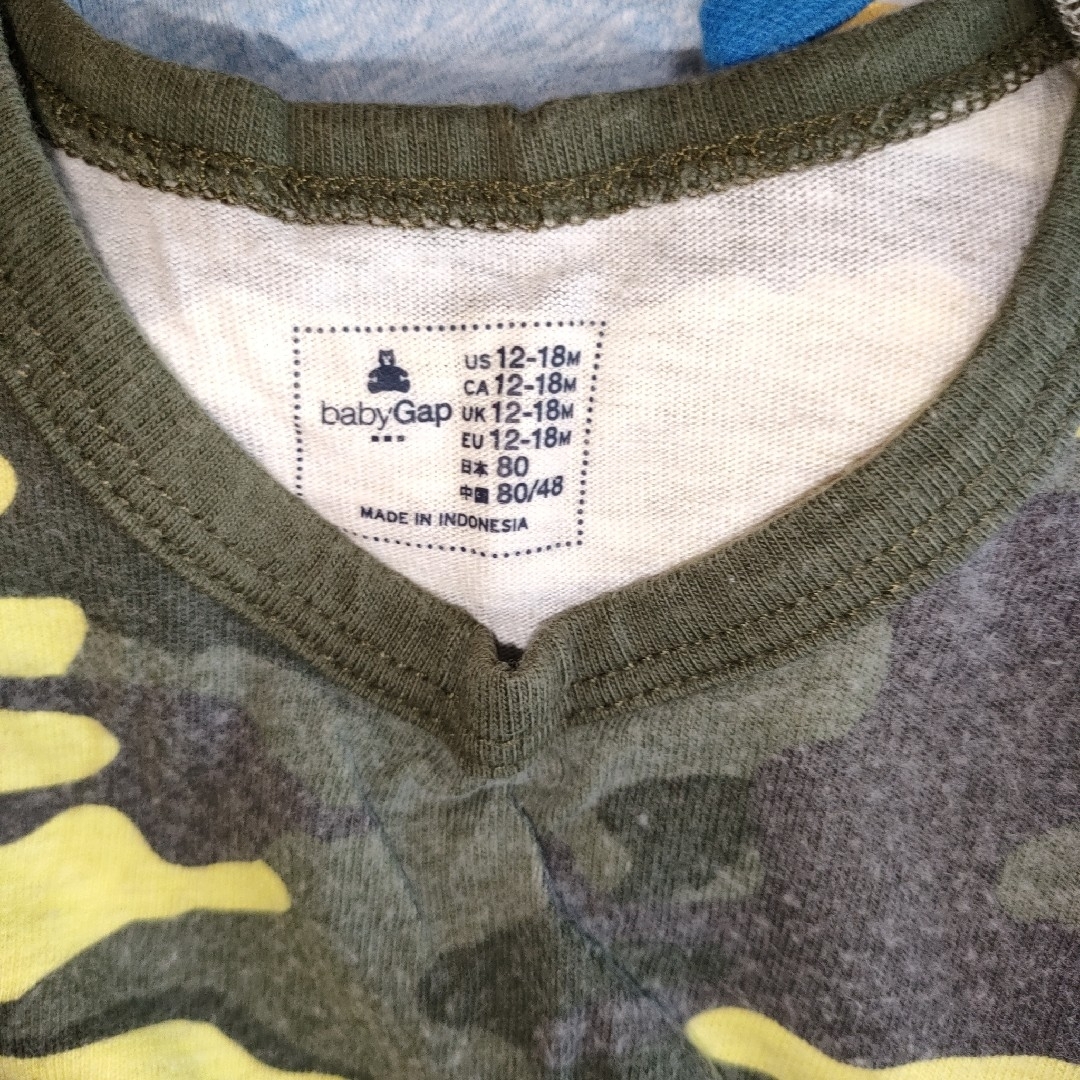 babyGap
US 12-18M
CA 12-18M
UK 12-18M
EU 12-18M
日本 80
中国 80/48
MADE IN INDONESIA